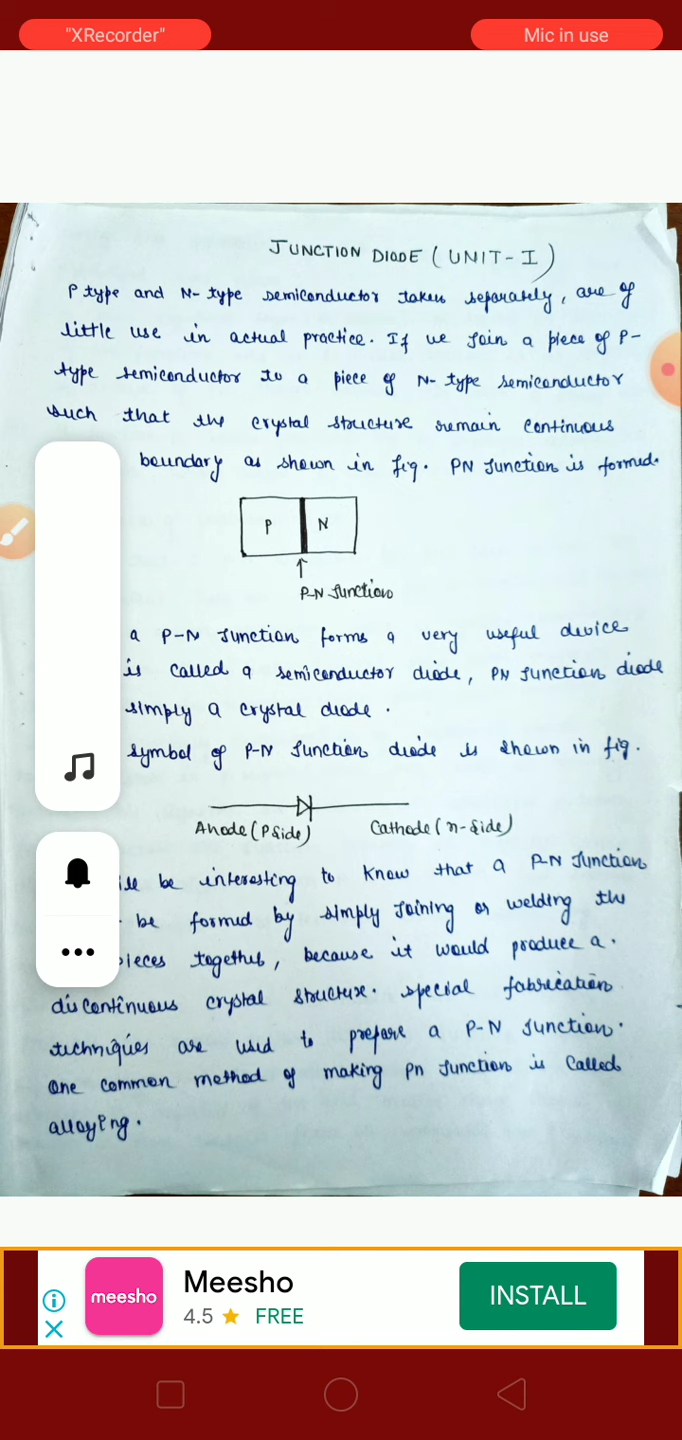 "XRecorder"
Mic in use
JUNCTION DIODE (UNIT-I)
P type and N-type semiconductor taken separately, are of
little use in actual practice. If we join a piece of P-
type semiconductor to a piece of N-type semiconductor
such that the crystal structure remain continuous
boundary as shown in fig. PN Junction is formed.
P N
P-N Junction
a P-N Junction forms a very useful device
is called a semiconductor diode, PN Junction diode
simply a crystal diode.
symbol of P-N Junction diode is shown in fig.
Anode (P side) Cathode (n-side)
be interesting to know that a P-N Junction
be formed by simply Joining or welding the
together, because it would produce a.
discontinuous crystal structure. special fabrication
techniques are used to prepare a P-N Junction.
One common method of making Pn Junction is Called
alloying.
meesho
Meesho
4.5 ★ FREE
INSTALL